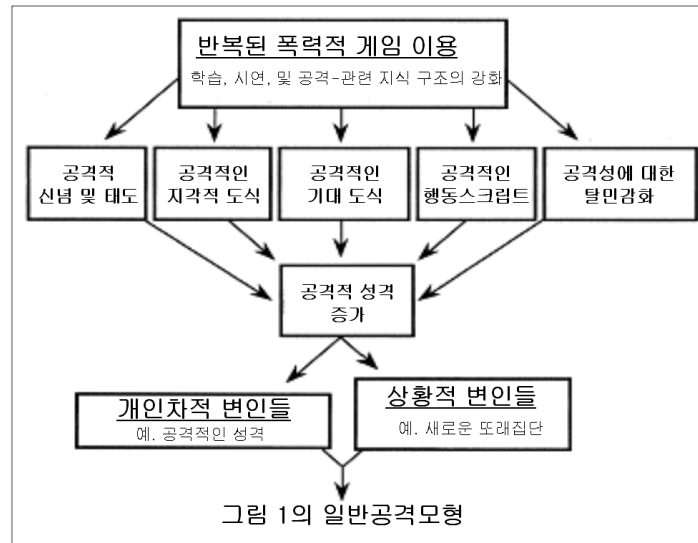 반복된 폭력적 게임 이용
학습, 시연, 및 공격-관련 지식 구조의 강화
공격적
신념 및 태도
공격적인
지각적 도식
공격적인
기대 도식
공격적인
행동스크립트
공격성에 대한
탈민감화
공격적 성격
증가
개인차적 변인들
예. 공격적인 성격
상황적 변인들
예. 새로운 또래집단
그림 1의 일반공격모형